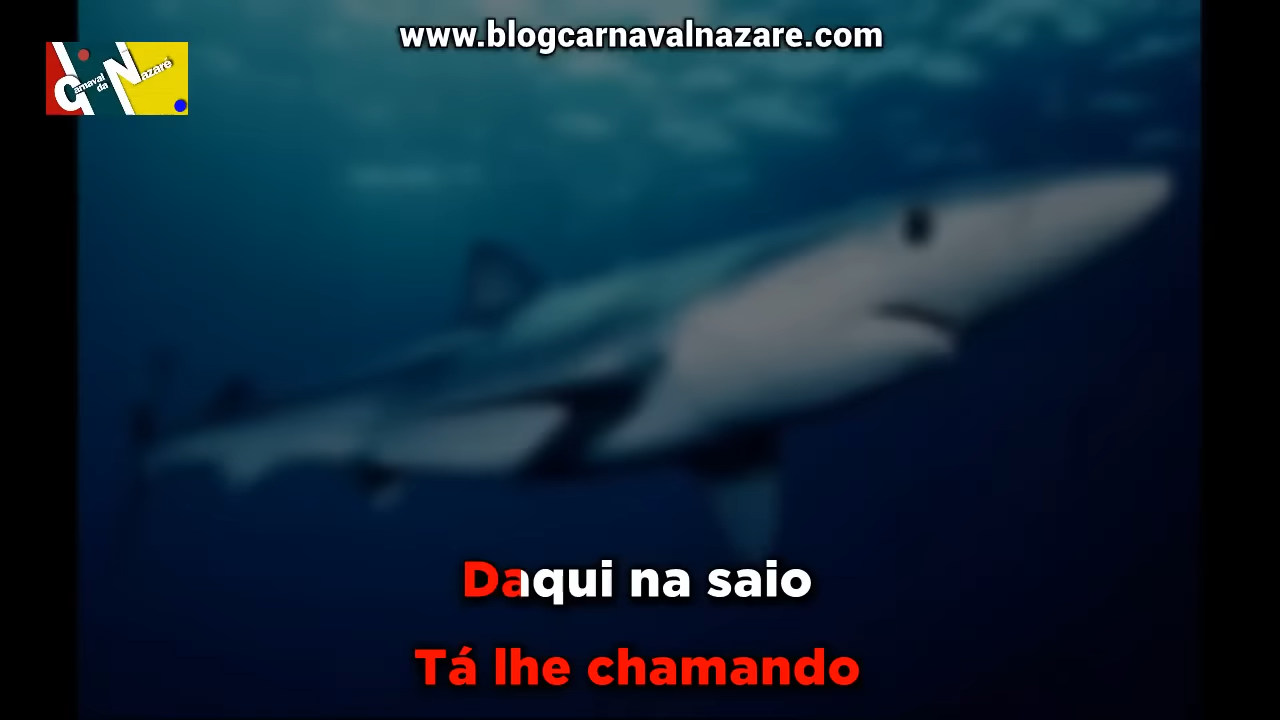 www.blogcarnavalnazare.com
Carnaval
da
Nazaré
Daqui na saio
Tá lhe chamando